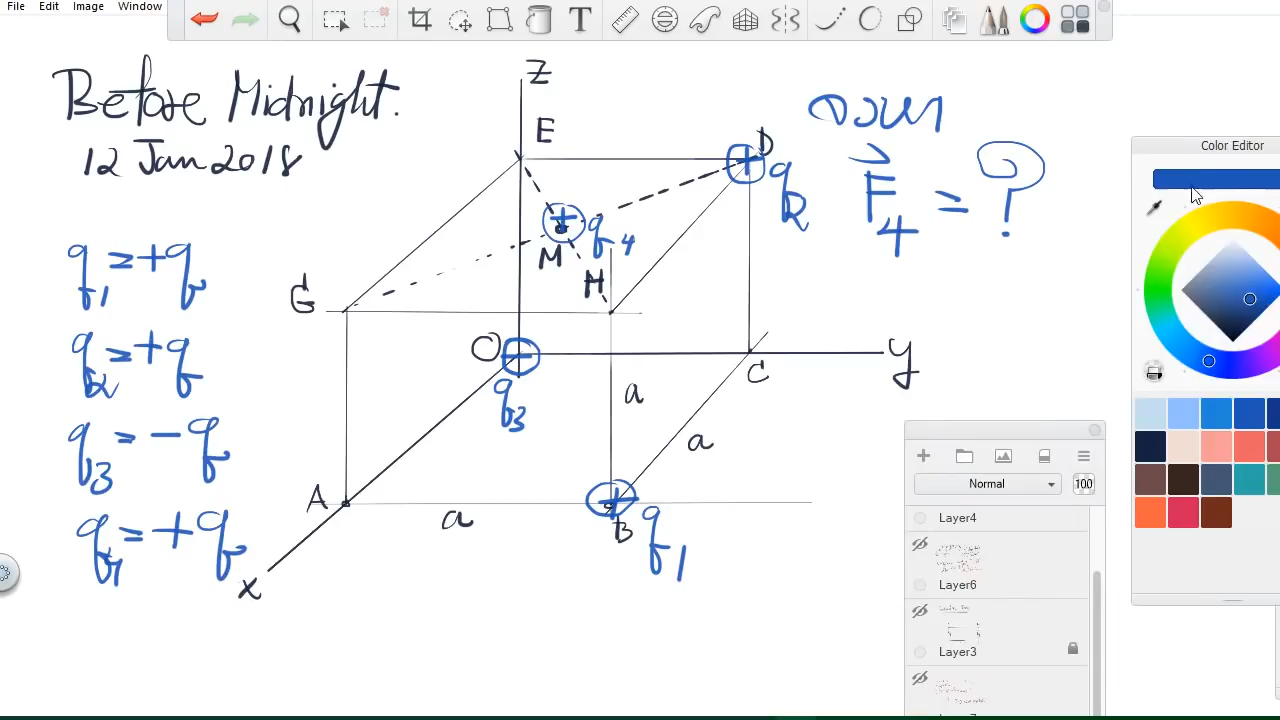 File Edit Image Window
Before Midnight.
12 Jan 2018
q1 = +q
q2 = +q
q3 = -q
q4 = +q
Z
E
D
q2
M
q4
H
G
O
q3
y
C
a
a
A
a
B
q1
x
F4 = ?
Color Editor
Normal
100
Layer4
Layer6
Layer3